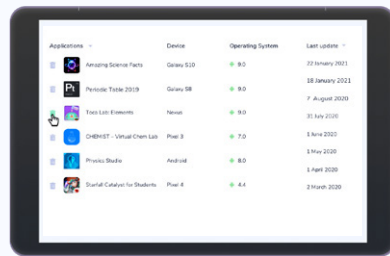 Applications Device Operating System Last update
Amazing Science Facts Galaxy S10 9.0 22 January 2021
18 January 2021
Pt Periodic Table 2019 Galaxy S8 9.0
7 August 2020
Toca Lab: Elements Nexus 9.0
31 July 2020
CHEMIST - Virtual Chem Lab Pixel 3 7.0 1 June 2020
1 May 2020
Physics Studio Android 8.0
1 April 2020
Starfall Catalyst for Students Pixel 4 4.4
2 March 2020